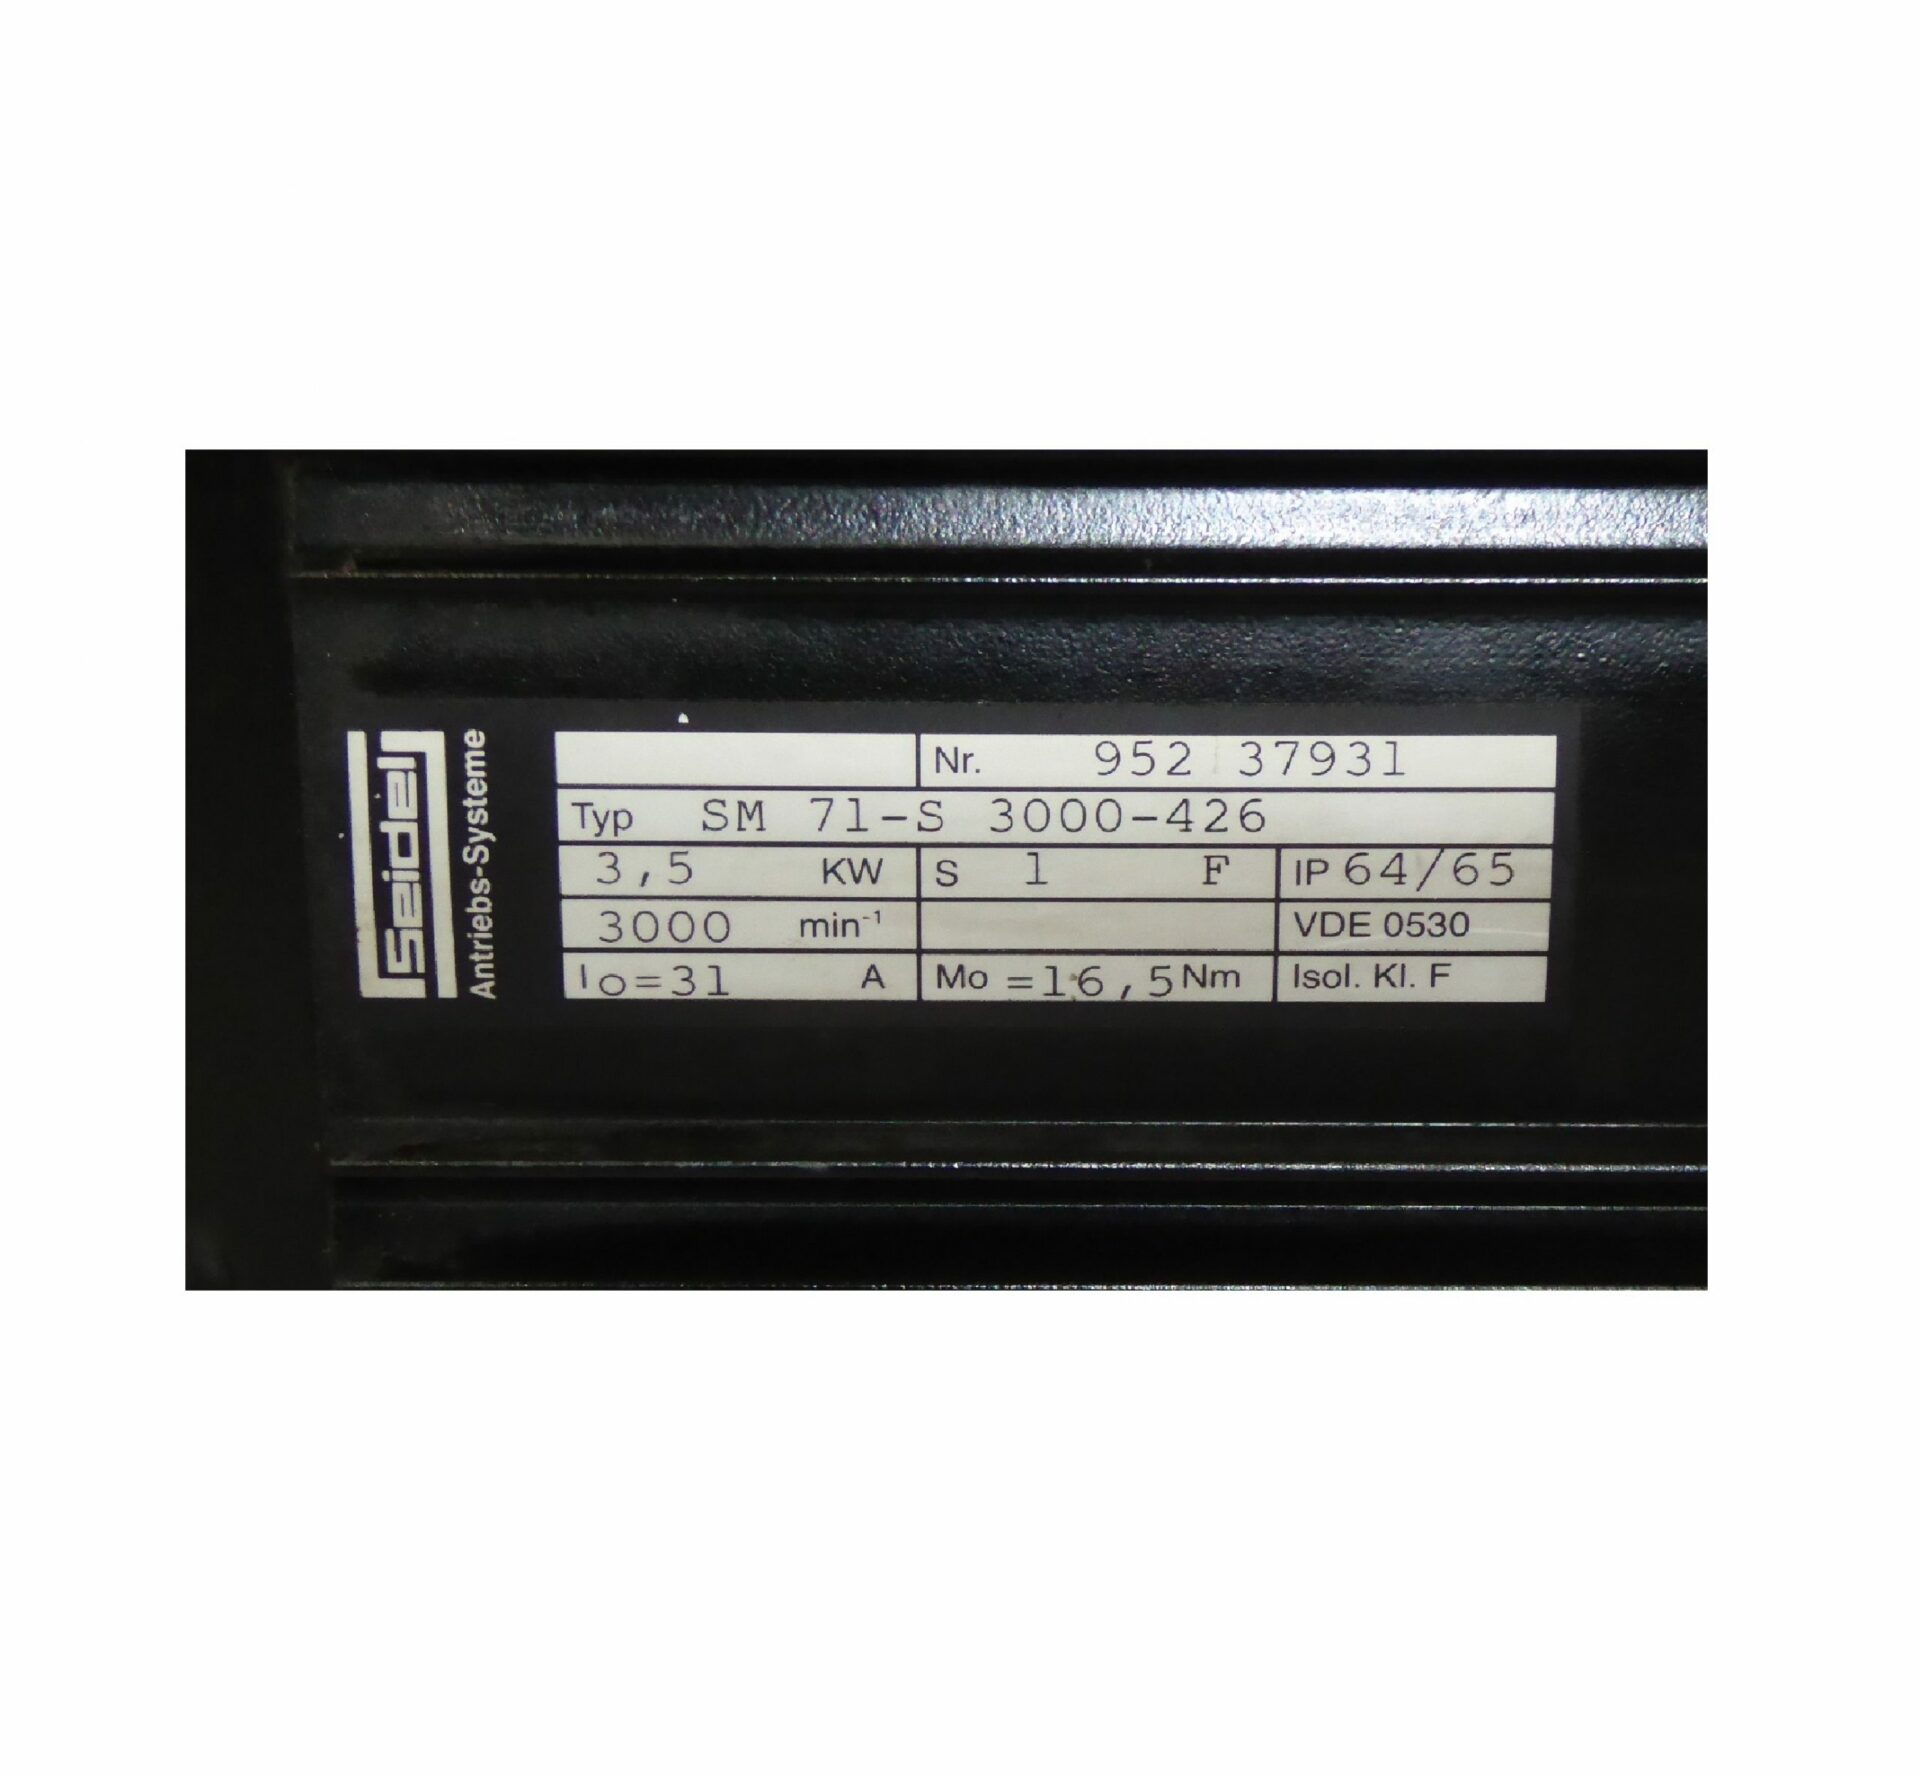 seidel
Antriebs-Systeme
Nr. 952 37931
Typ SM 71-S 3000-426
3,5 KW S 1 F IP 64/65
3000 min⁻¹ VDE 0530
Io=31 A Mo =16,5 Nm Isol. Kl. F